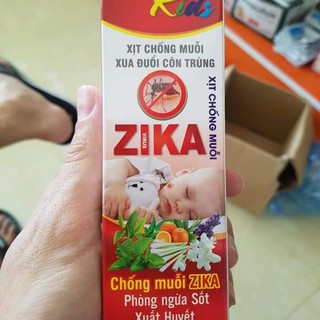 Kids
XỊT CHỐNG MUỖI
XUA ĐUỔI CÔN TRÙNG
ZIKA
VIRUS
XỊT CHỐNG MUỖI
Chống muỗi ZIKA
Phòng ngừa Sốt
Xuất Huyết